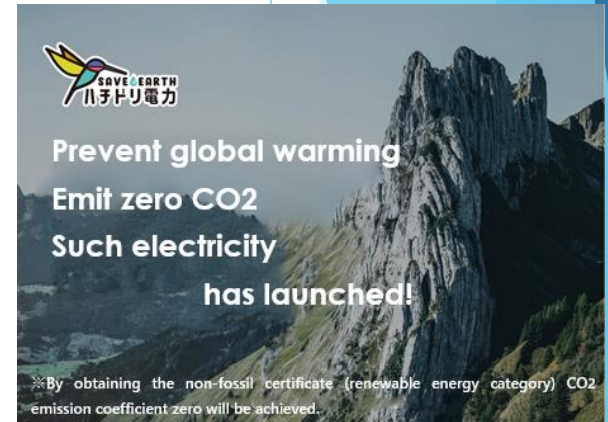 SAVE EARTH
ハチドリ電力
Prevent global warming
Emit zero CO2
Such electricity
has launched!
※By obtaining the non-fossil certificate (renewable energy category) CO2
emission coefficient zero will be achieved.